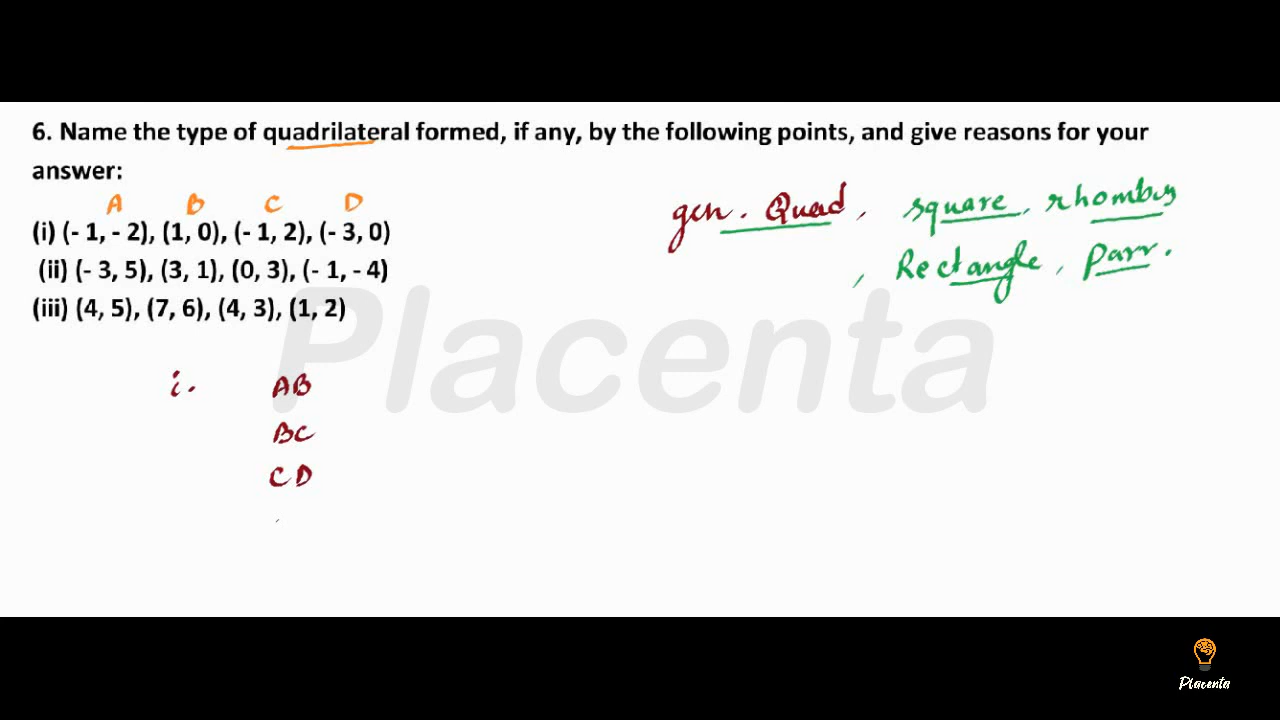 6. Name the type of quadrilateral formed, if any, by the following points, and give reasons for your
answer:
A B C D
(i) (- 1, - 2), (1, 0), (- 1, 2), (- 3, 0)
(ii) (- 3, 5), (3, 1), (0, 3), (- 1, - 4)
(iii) (4, 5), (7, 6), (4, 3), (1, 2)
gen. Quad, square, rhombus
, Rectangle, Parr.
Placenta
i. AB
BC
CD
Placenta